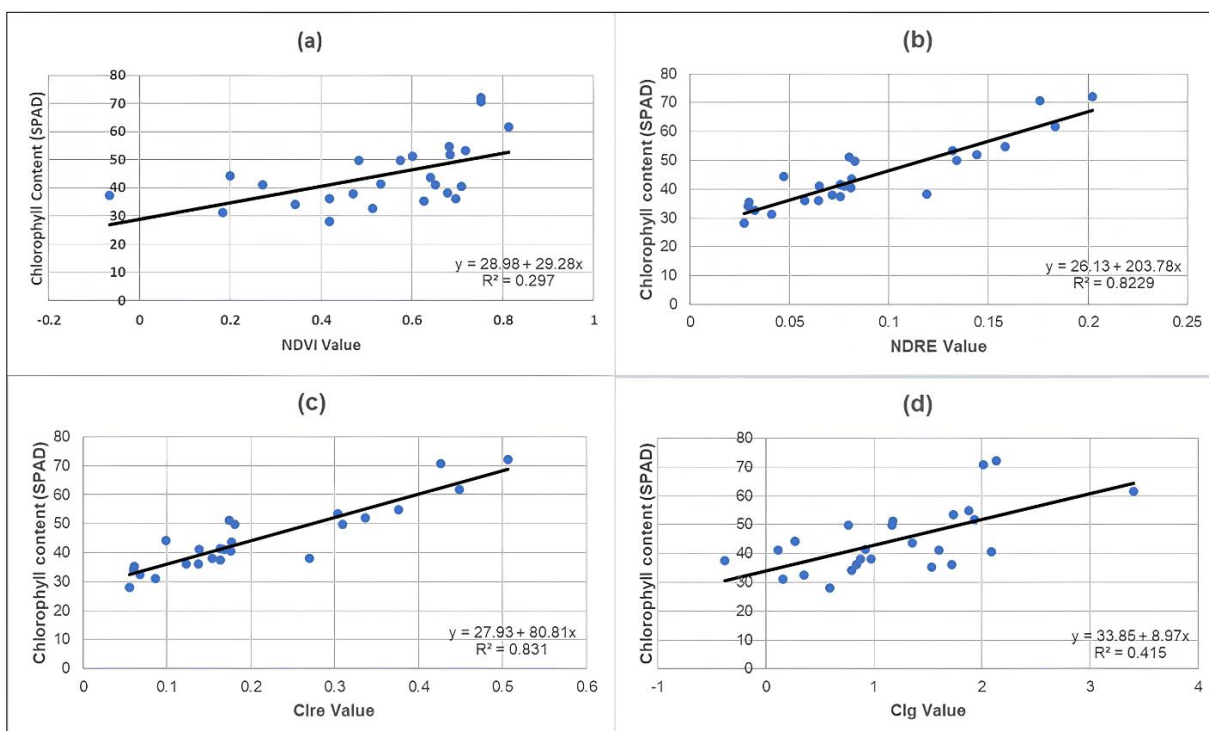 (a)
Chlorophyll Content (SPAD)
80
70
60
50
40
30
20
10
0
-0.2 0 0.2 0.4 0.6 0.8 1
NDVI Value
y = 28.98 + 29.28x
R² = 0.297
(b)
Chlorophyll content (SPAD)
80
70
60
50
40
30
20
10
0
0 0.05 0.1 0.15 0.2 0.25
NDRE Value
y = 26.13 + 203.78x
R² = 0.8229
(c)
Chlorophyll content (SPAD)
80
70
60
50
40
30
20
10
0
0 0.1 0.2 0.3 0.4 0.5 0.6
CIre Value
y = 27.93 + 80.81x
R² = 0.831
(d)
Chlorophyll content (SPAD)
80
70
60
50
40
30
20
10
0
-1 0 1 2 3 4
CIg Value
y = 33.85 + 8.97x
R² = 0.415